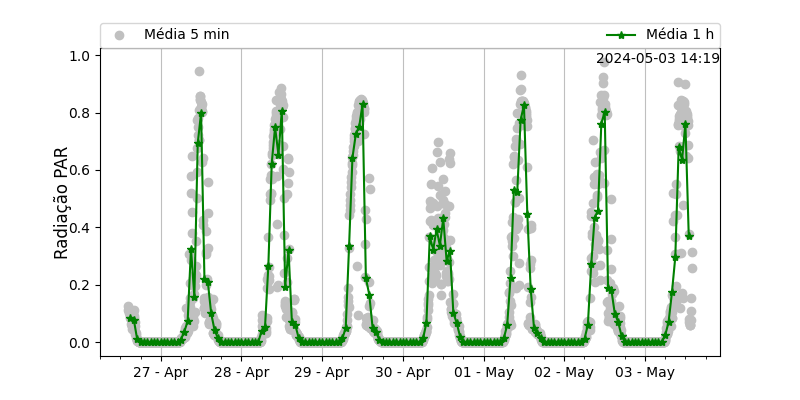 Média 5 min
Média 1 h
2024-05-03 14:19
Radiação PAR
1.0
0.8
0.6
0.4
0.2
0.0
27 - Apr
28 - Apr
29 - Apr
30 - Apr
01 - May
02 - May
03 - May